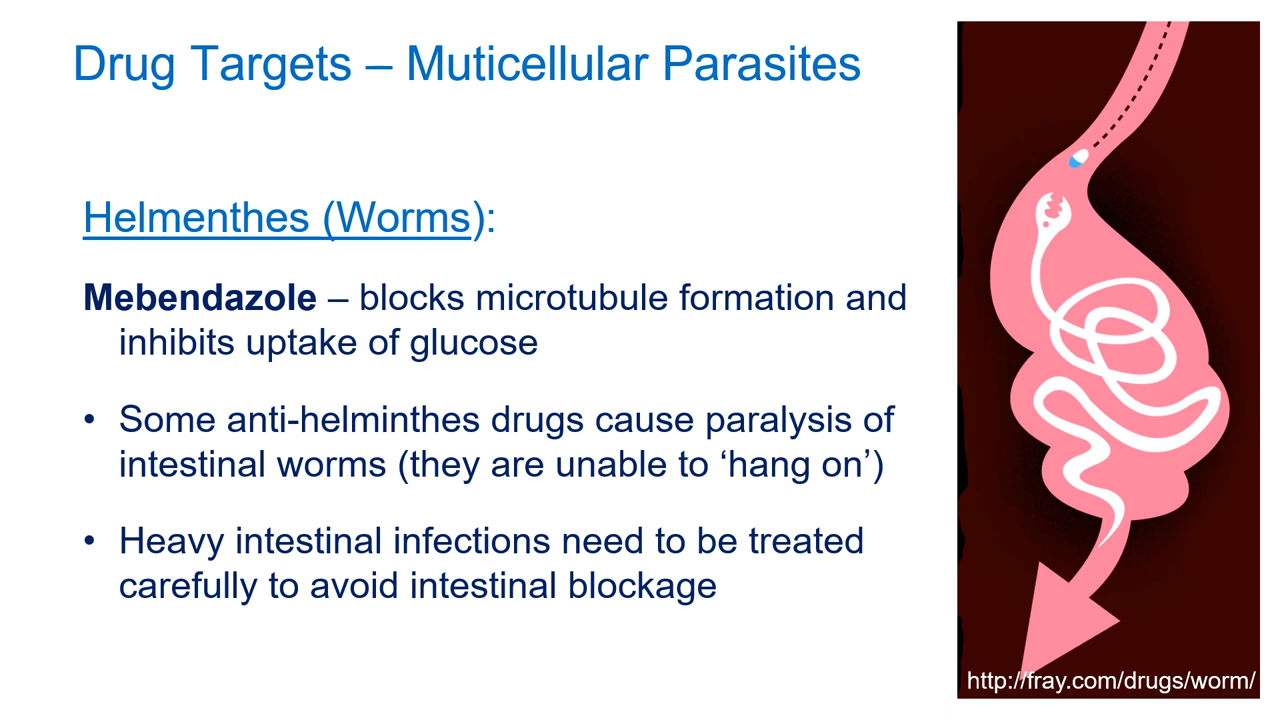 Drug Targets – Muticellular Parasites
Helmenthes (Worms):
Mebendazole – blocks microtubule formation and
inhibits uptake of glucose
• Some anti-helminthes drugs cause paralysis of
intestinal worms (they are unable to ‘hang on’)
• Heavy intestinal infections need to be treated
carefully to avoid intestinal blockage
http://fray.com/drugs/worm/